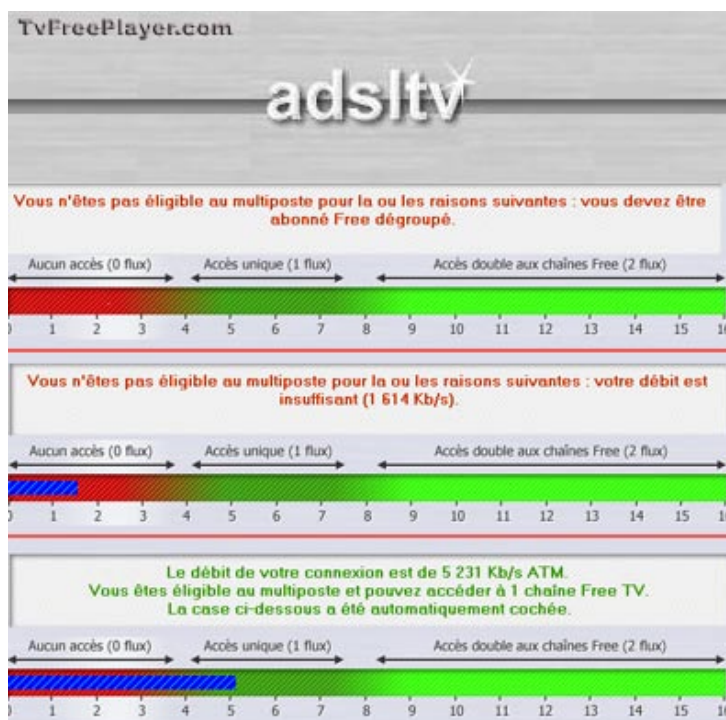 TvFreePlayer.com
adsltv
Vous n'êtes pas éligible au multiposte pour la ou les raisons suivantes : vous devez être
abonné Free dégroupé.
Aucun accès (0 flux) Accès unique (1 flux) Accès double aux chaînes Free (2 flux)
0 1 2 3 4 5 6 7 8 9 10 11 12 13 14 15 16
Vous n'êtes pas éligible au multiposte pour la ou les raisons suivantes : votre débit est
insuffisant (1 614 Kb/s).
Aucun accès (0 flux) Accès unique (1 flux) Accès double aux chaînes Free (2 flux)
0 1 2 3 4 5 6 7 8 9 10 11 12 13 14 15 16
Le débit de votre connexion est de 5 231 Kb/s ATM.
Vous êtes éligible au multiposte et pouvez accéder à 1 chaîne Free TV.
La case ci-dessous a été automatiquement cochée.
Aucun accès (0 flux) Accès unique (1 flux) Accès double aux chaînes Free (2 flux)
0 1 2 3 4 5 6 7 8 9 10 11 12 13 14 15 16